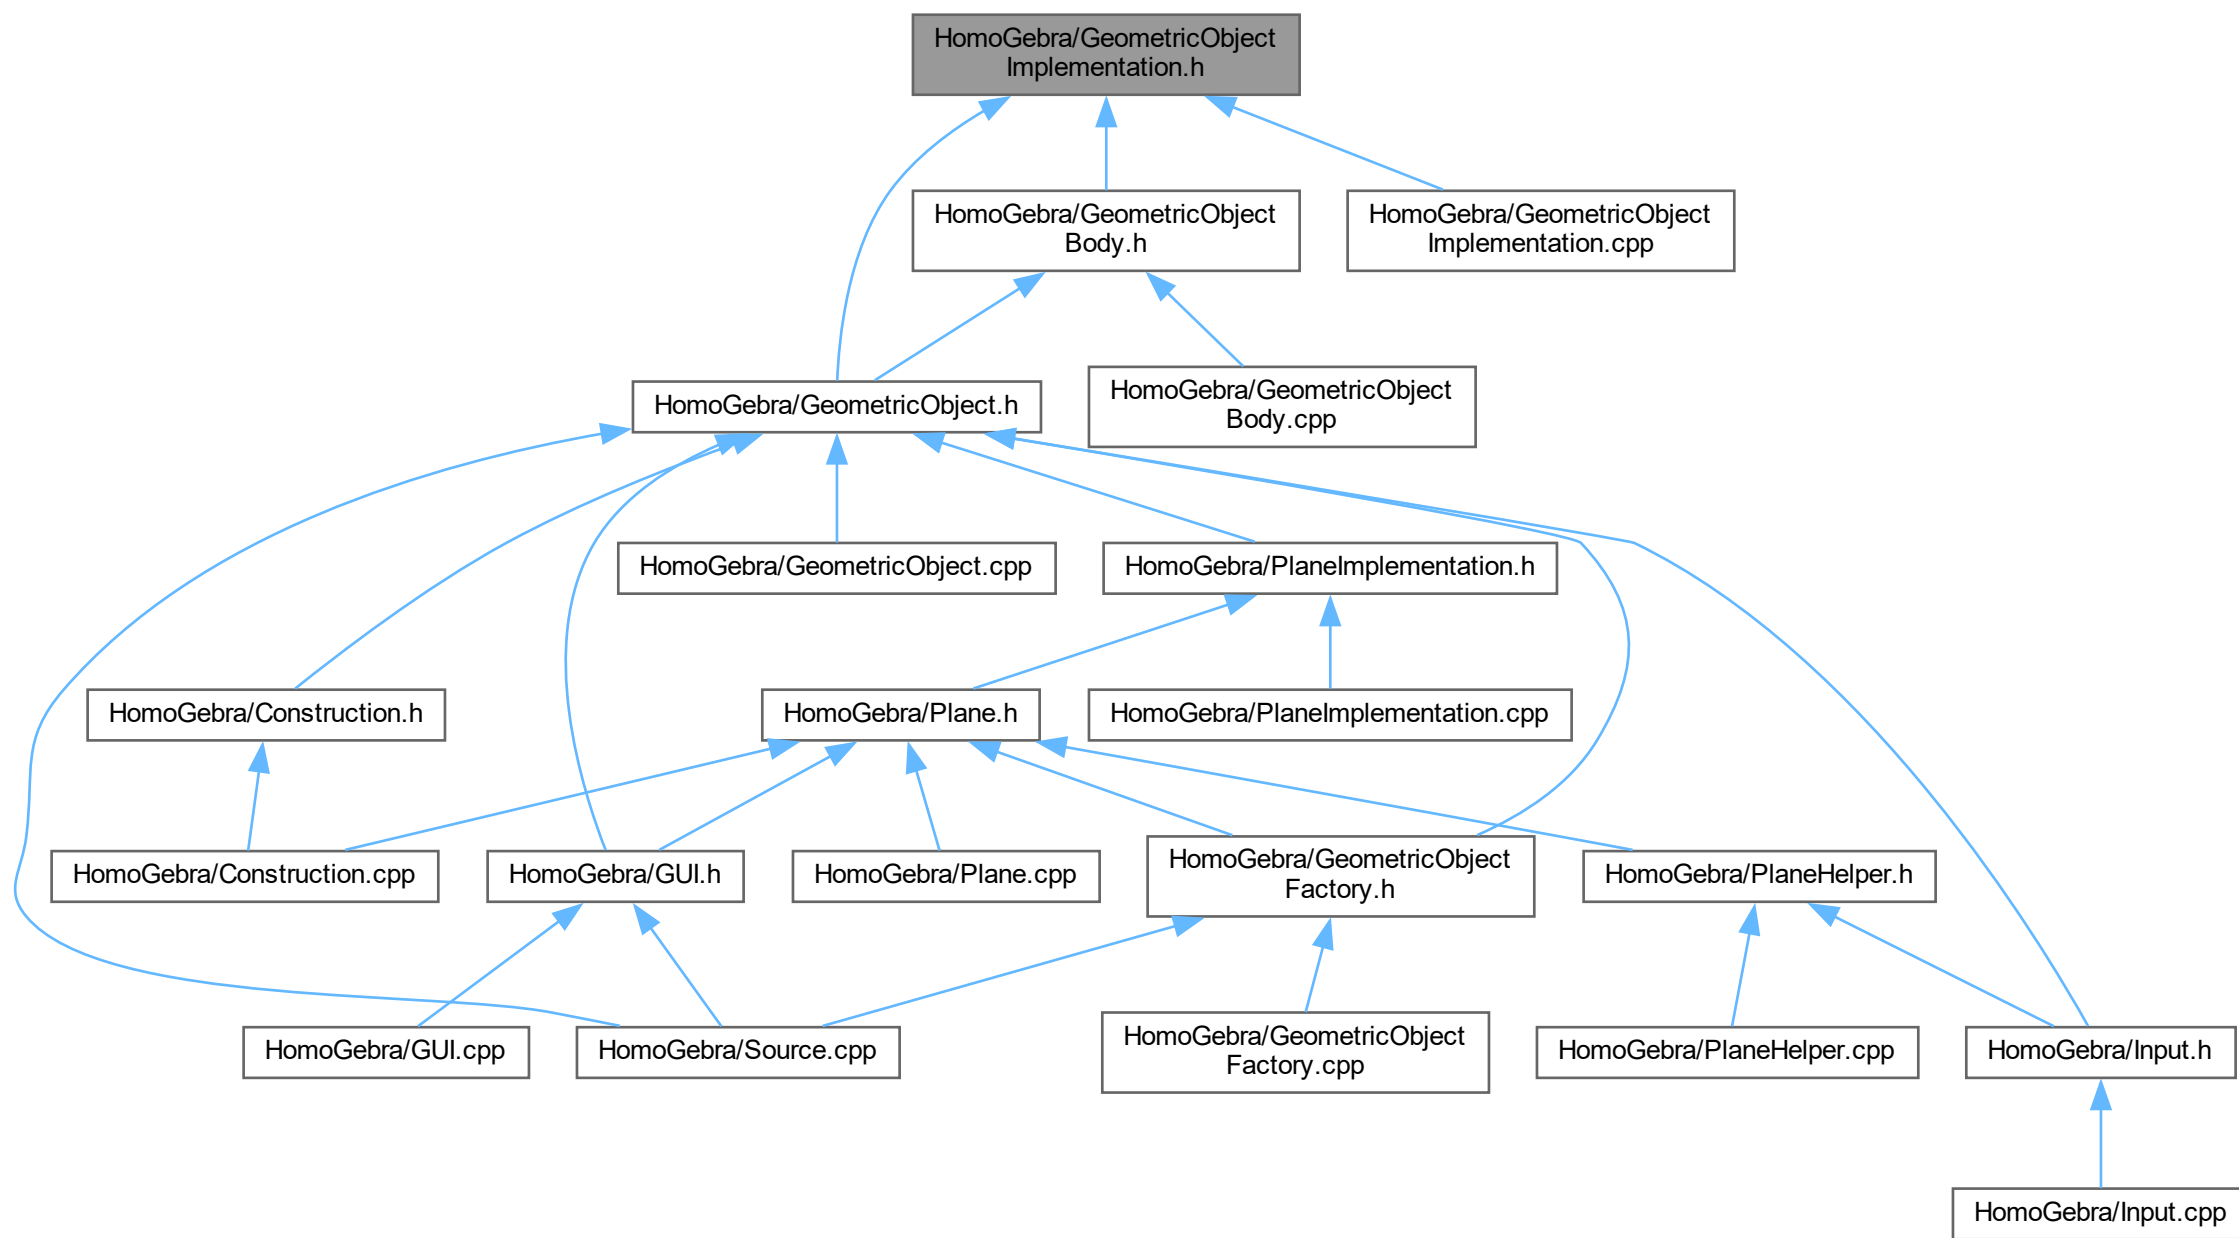 HomoGebra/GeometricObject
Implementation.h
HomoGebra/GeometricObject
Body.h
HomoGebra/GeometricObject
Implementation.cpp
HomoGebra/GeometricObject.h
HomoGebra/GeometricObject
Body.cpp
HomoGebra/GeometricObject.cpp
HomoGebra/PlaneImplementation.h
HomoGebra/Construction.h
HomoGebra/Plane.h
HomoGebra/PlaneImplementation.cpp
HomoGebra/Construction.cpp
HomoGebra/GUI.h
HomoGebra/Plane.cpp
HomoGebra/GeometricObject
Factory.h
HomoGebra/PlaneHelper.h
HomoGebra/GUI.cpp
HomoGebra/Source.cpp
HomoGebra/GeometricObject
Factory.cpp
HomoGebra/PlaneHelper.cpp
HomoGebra/Input.h
HomoGebra/Input.cpp